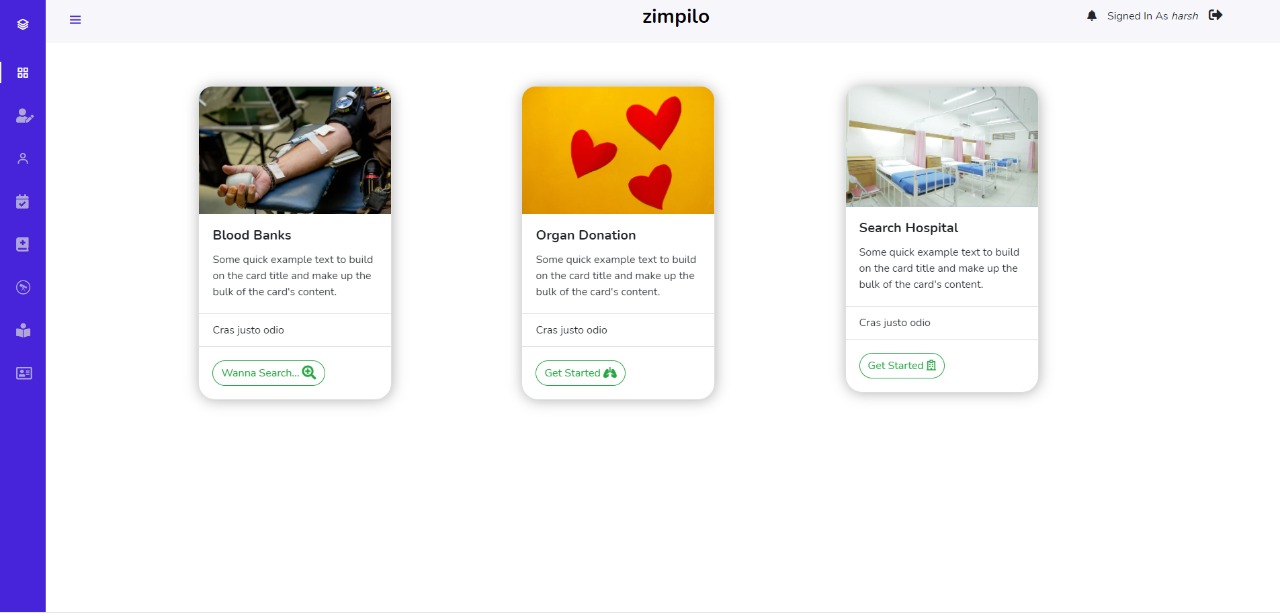 zimpilo
Signed In As harsh
Blood Banks
Some quick example text to build
on the card title and make up the
bulk of the card's content.
Cras justo odio
Wanna Search...
Organ Donation
Some quick example text to build
on the card title and make up the
bulk of the card's content.
Cras justo odio
Get Started
Search Hospital
Some quick example text to build
on the card title and make up the
bulk of the card's content.
Cras justo odio
Get Started